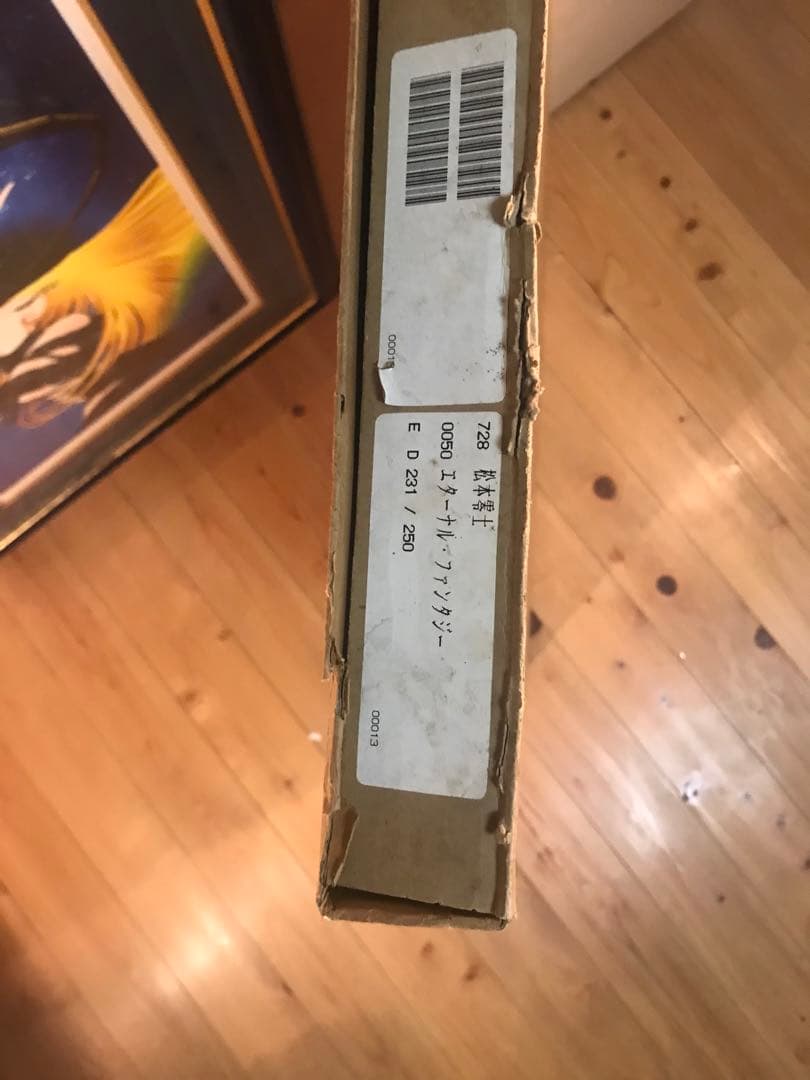 728 松本零士
0050 エターナル・ファンタジー
E D 231 / 250
00013
0001